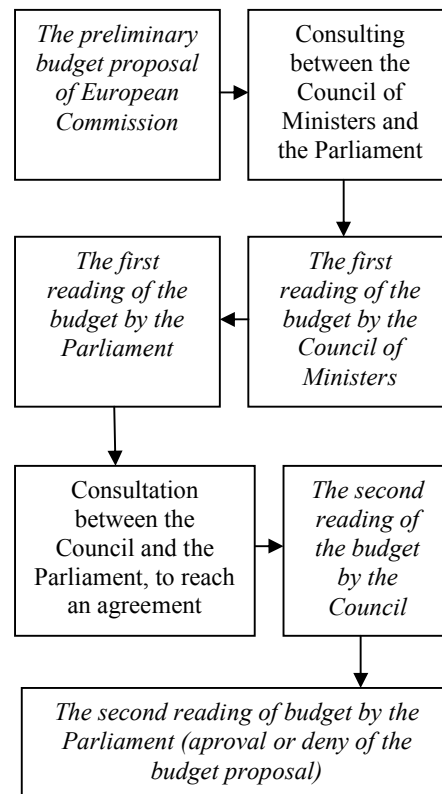 The preliminary
budget proposal
of European
Commission
Consulting
between the
Council of
Ministers and
the Parliament
The first
reading of the
budget by the
Council of
Ministers
The first
reading of the
budget by the
Parliament
Consultation
between the
Council and the
Parliament, to reach
an agreement
The second
reading of
the budget
by the
Council
The second reading of budget by the
Parliament (aproval or deny of the
budget proposal)